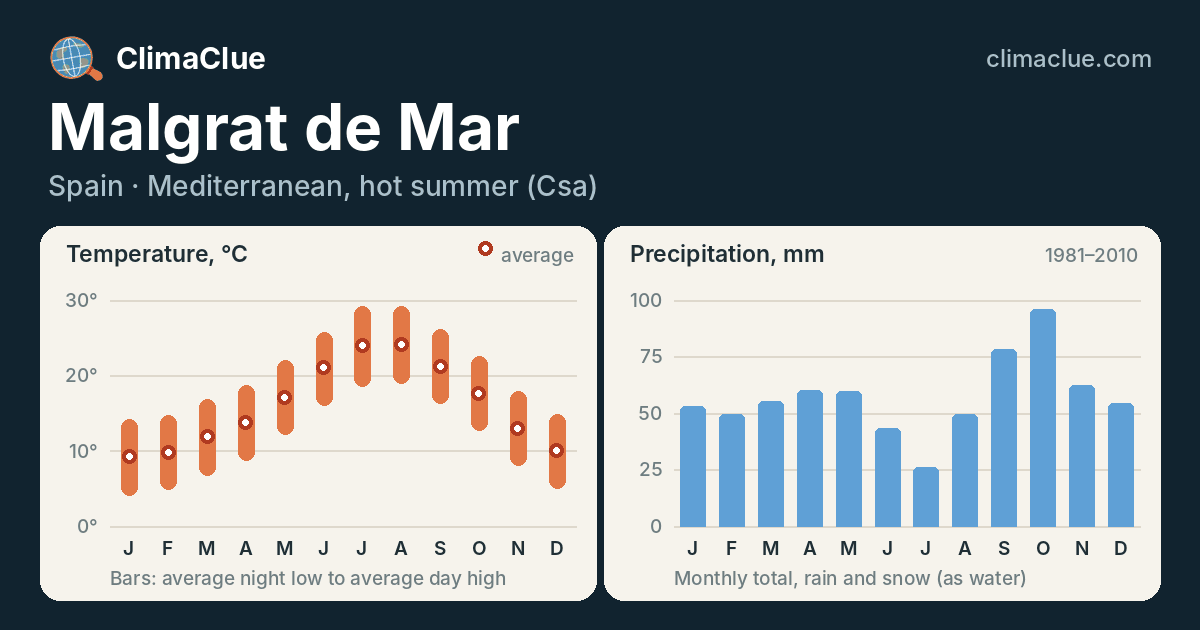 ClimaClue
climaclue.com
Malgrat de Mar
Spain · Mediterranean, hot summer (Csa)
Temperature, °C
average
30°
20°
10°
0°
J F M A M J J A S O N D
Bars: average night low to average day high
Precipitation, mm
1981–2010
100
75
50
25
0
J F M A M J J A S O N D
Monthly total, rain and snow (as water)